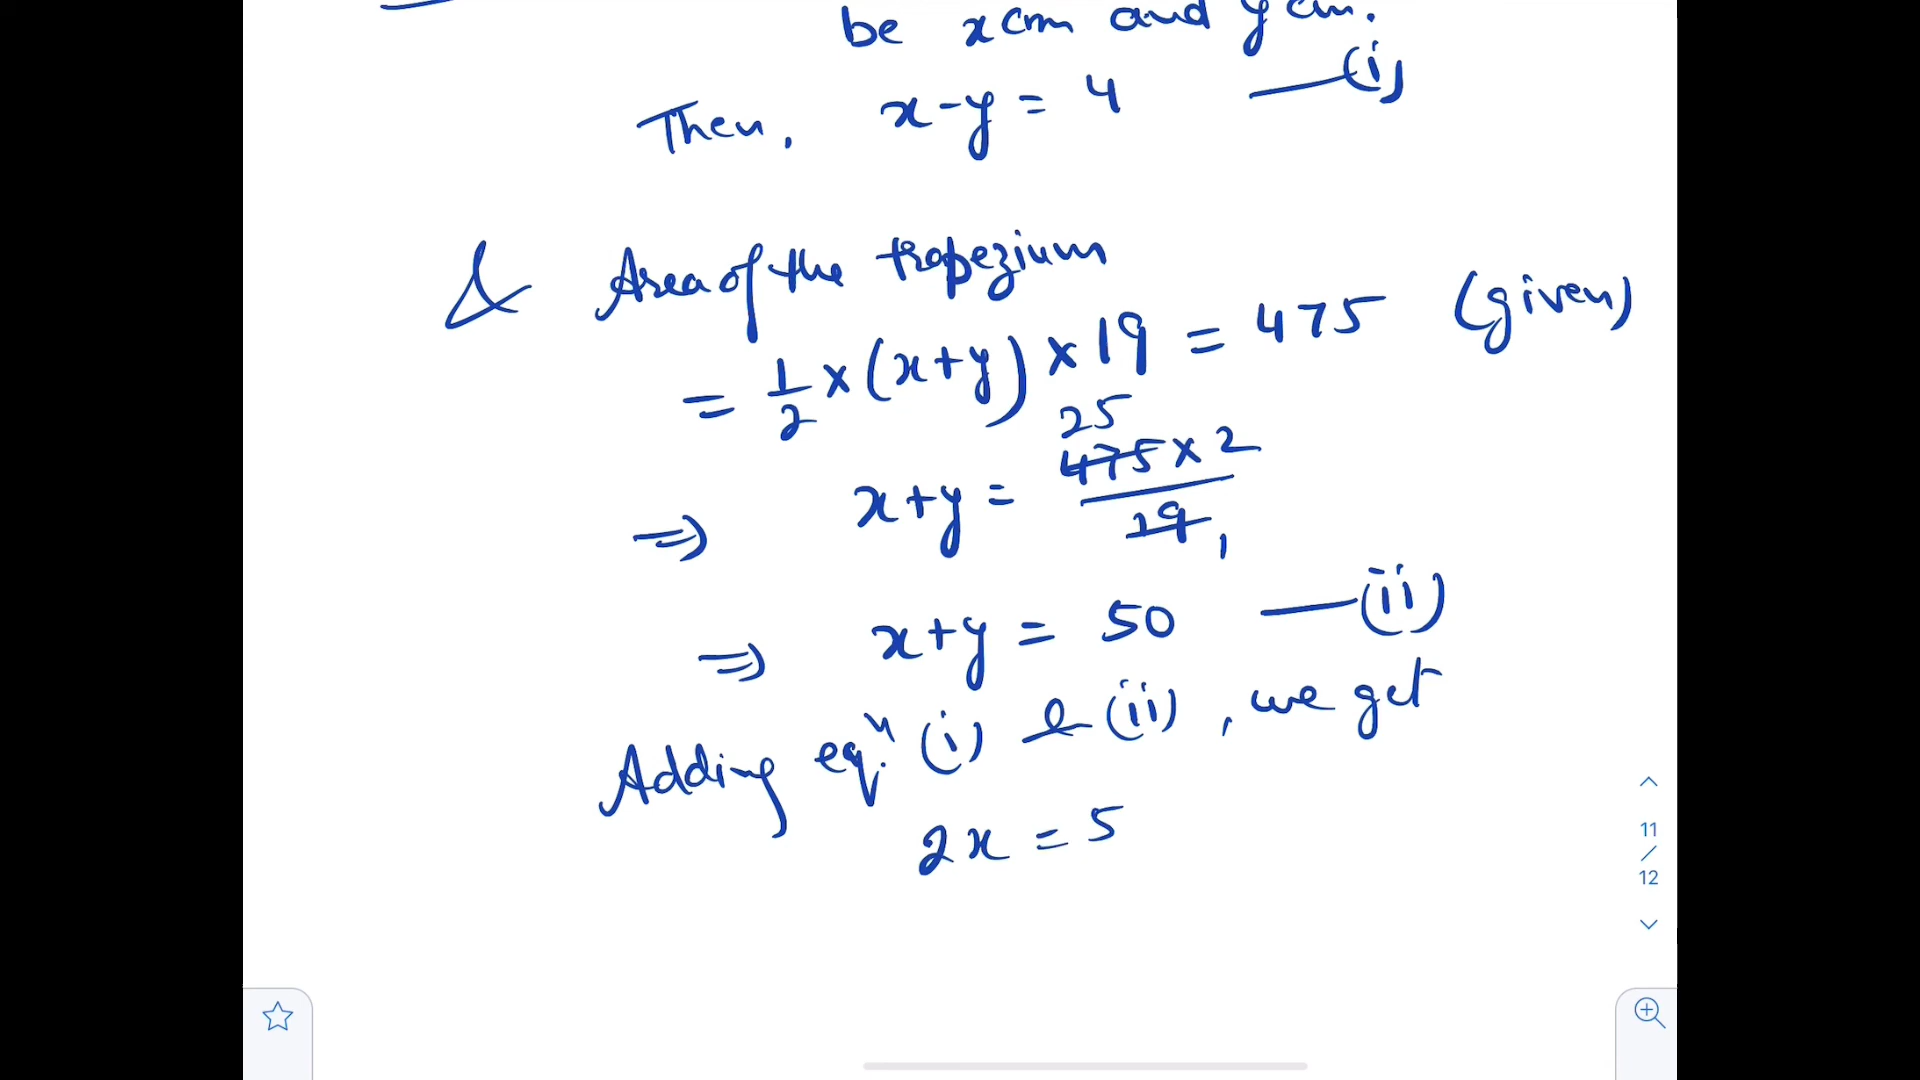 be x cm and y cm.
Then, x-y = 4 —(i)
& Area of the trapezium
= 1/2 × (x+y) × 19 = 475 (given)
25
⇒ x+y = 475 × 2 / 19 1
⇒ x+y = 50 —(ii)
Adding eqⁿ (i) & (ii), we get
2x = 5
11
/
12